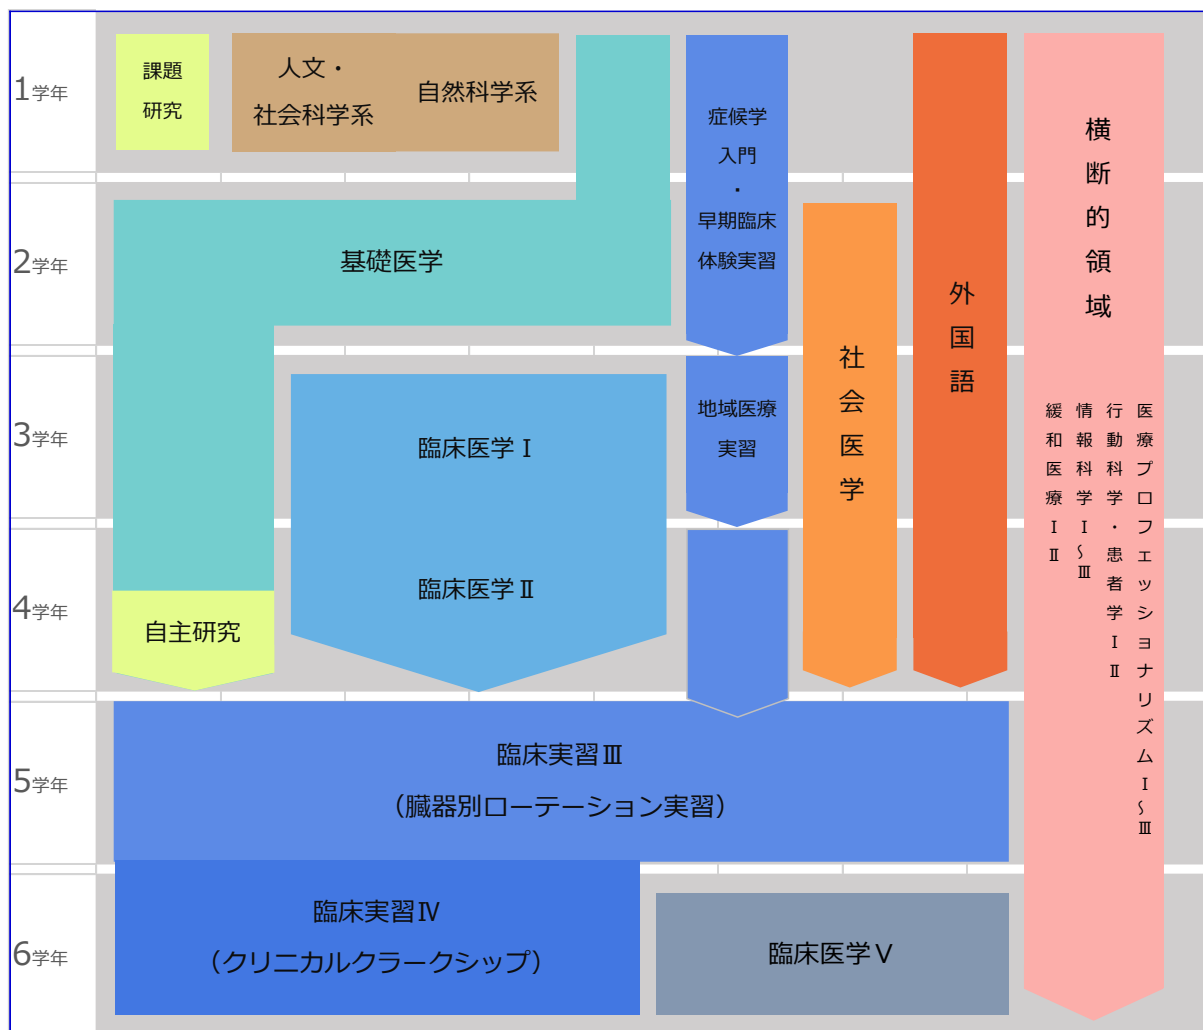 1学年
課題
研究
人文・
社会科学系
自然科学系
症候学
入門
・
早期臨床
体験実習
横断的領域
2学年
基礎医学
外国語
社会医学
3学年
臨床医学Ⅰ
地域医療
実習
医療プロフェッショナリズムⅠ~Ⅲ
行動科学・患者学ⅠⅡ
情報科学Ⅰ~Ⅲ
緩和医療ⅠⅡ
4学年
臨床医学Ⅱ
自主研究
5学年
臨床実習Ⅲ
(臓器別ローテーション実習)
6学年
臨床実習Ⅳ
(クリニカルクラークシップ)
臨床医学Ⅴ